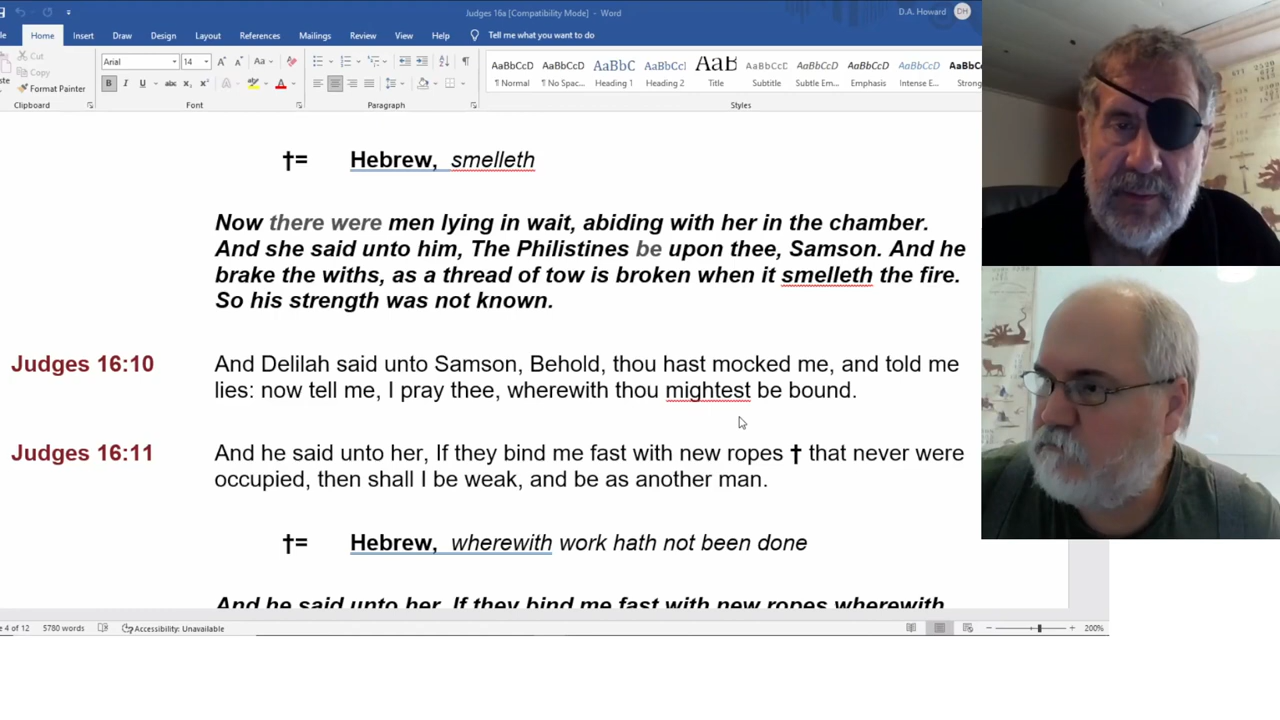 Judges 16a [Compatibility Mode] - Word
D.A. Howard DH
Home Insert Draw Design Layout References Mailings Review View Help Tell me what you want to do
Cut
Copy
Format Painter
Clipboard
Arial 14
Font
Paragraph
AaBbCcD AaBbCcD AaBbC AaBbCcI AaB AaBbCcD AaBbCcD AaBbCcD AaBbCcD AaBbC
¶ Normal ¶ No Spac... Heading 1 Heading 2 Title Subtitle Subtle Em... Emphasis Intense E... Strong
Styles
†= Hebrew, smelleth
Now there were men lying in wait, abiding with her in the chamber.
And she said unto him, The Philistines be upon thee, Samson. And he
brake the withs, as a thread of tow is broken when it smelleth the fire.
So his strength was not known.
Judges 16:10 And Delilah said unto Samson, Behold, thou hast mocked me, and told me
lies: now tell me, I pray thee, wherewith thou mightest be bound.
Judges 16:11 And he said unto her, If they bind me fast with new ropes † that never were
occupied, then shall I be weak, and be as another man.
†= Hebrew, wherewith work hath not been done
And he said unto her, If they bind me fast with new ropes wherewith
4 of 12 5780 words Accessibility: Unavailable 200%